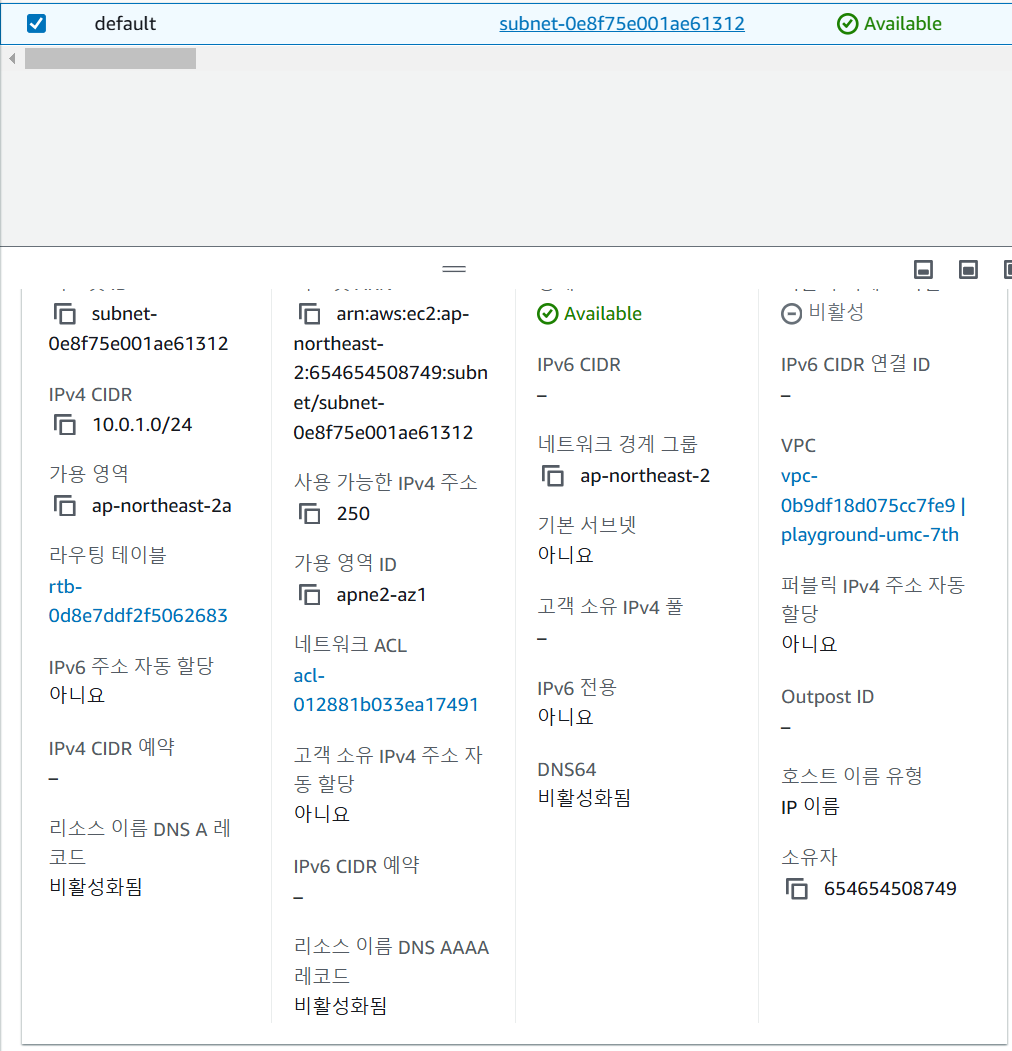 default
subnet-0e8f75e001ae61312
Available
subnet-
0e8f75e001ae61312
IPv4 CIDR
10.0.1.0/24
가용 영역
ap-northeast-2a
라우팅 테이블
rtb-
0d8e7ddf2f5062683
IPv6 주소 자동 할당
아니요
IPv4 CIDR 예약
–
리소스 이름 DNS A 레
코드
비활성화됨
arn:aws:ec2:ap-
northeast-
2:654654508749:subn
et/subnet-
0e8f75e001ae61312
사용 가능한 IPv4 주소
250
가용 영역 ID
apne2-az1
네트워크 ACL
acl-
012881b033ea17491
고객 소유 IPv4 주소 자
동 할당
아니요
IPv6 CIDR 예약
–
리소스 이름 DNS AAAA
레코드
비활성화됨
Available
IPv6 CIDR
–
네트워크 경계 그룹
ap-northeast-2
기본 서브넷
아니요
고객 소유 IPv4 풀
–
IPv6 전용
아니요
DNS64
비활성화됨
비활성
IPv6 CIDR 연결 ID
–
VPC
vpc-
0b9df18d075cc7fe9 |
playground-umc-7th
퍼블릭 IPv4 주소 자동
할당
아니요
Outpost ID
–
호스트 이름 유형
IP 이름
소유자
654654508749